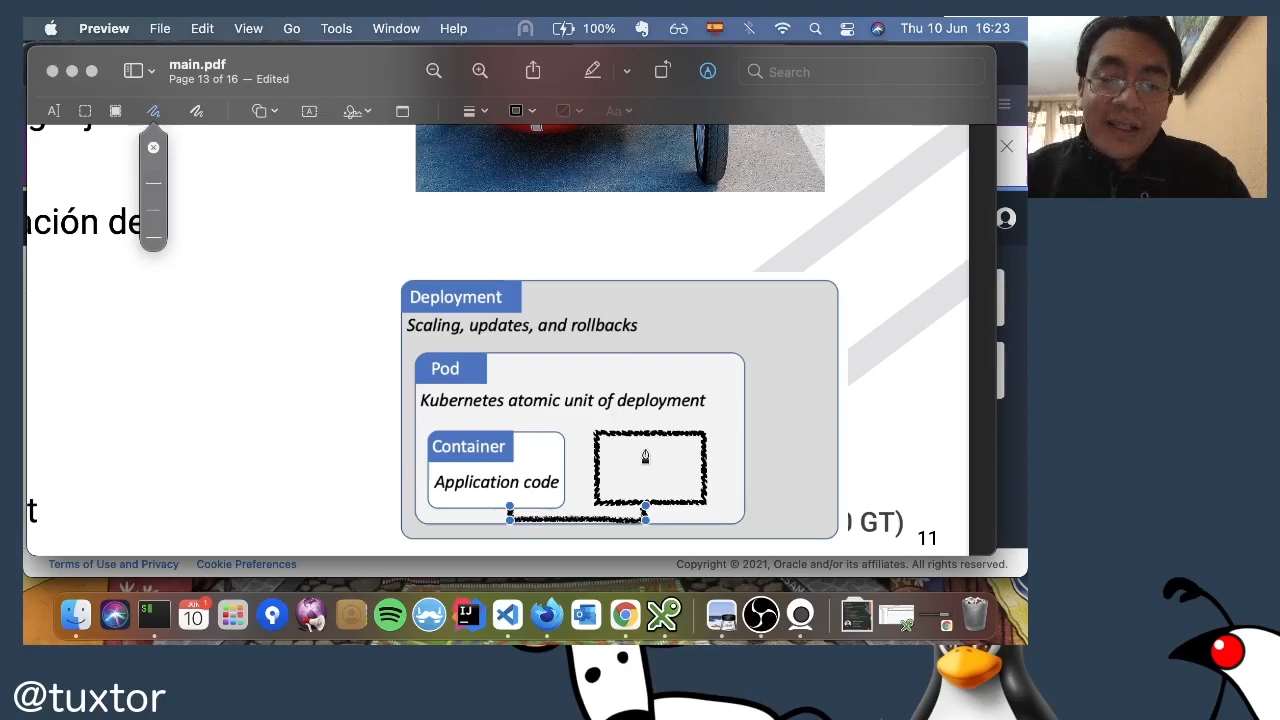 Preview File Edit View Go Tools Window Help 100% Thu 10 Jun 16:23
main.pdf
Page 13 of 16 — Edited
Search
A
Aa
ación de
Deployment
Scaling, updates, and rollbacks
Pod
Kubernetes atomic unit of deployment
Container
Application code
t
GT)
11
Terms of Use and Privacy Cookie Preferences Copyright © 2021, Oracle and/or its affiliates. All rights reserved.
JUN
10
$
IJ
@tuxtor